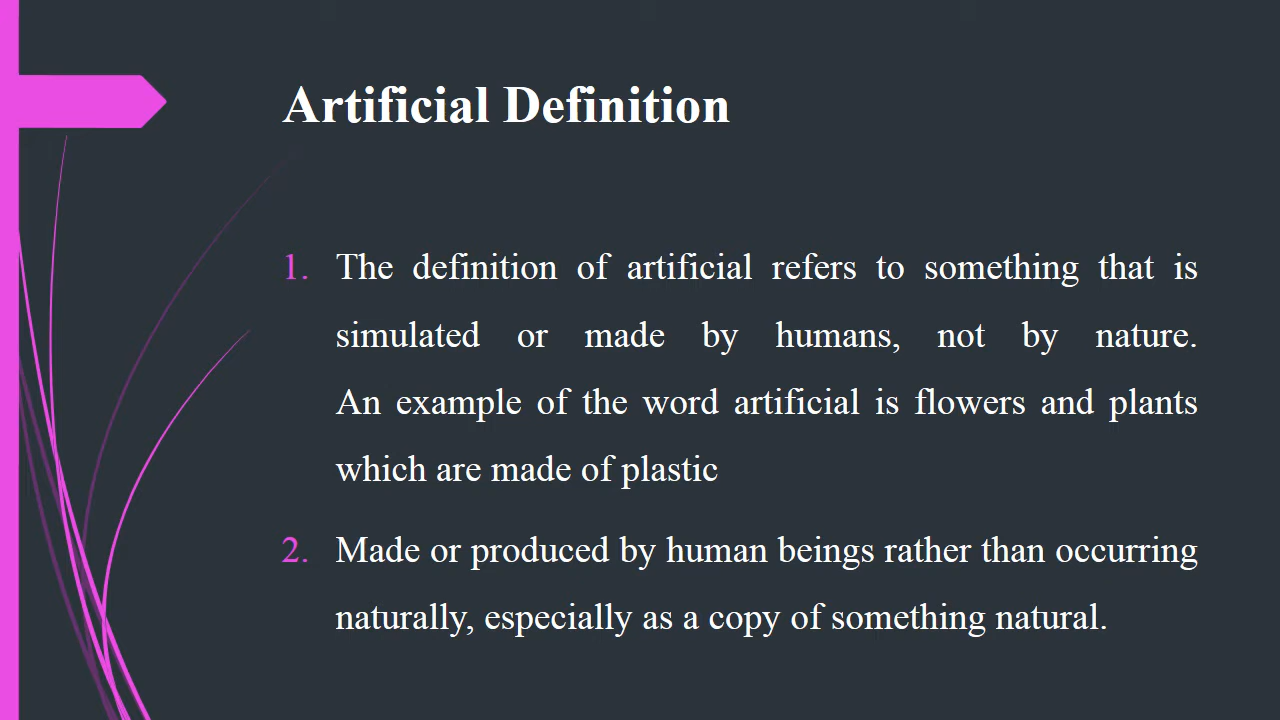 Artificial Definition
1. The definition of artificial refers to something that is
simulated or made by humans, not by nature.
An example of the word artificial is flowers and plants
which are made of plastic
2. Made or produced by human beings rather than occurring
naturally, especially as a copy of something natural.